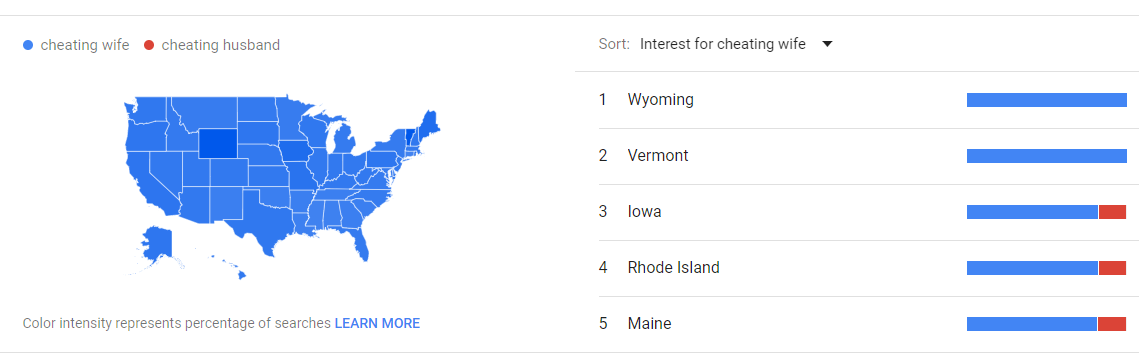 cheating wife cheating husband
Sort: Interest for cheating wife
1 Wyoming
2 Vermont
3 Iowa
4 Rhode Island
5 Maine
Color intensity represents percentage of searches LEARN MORE